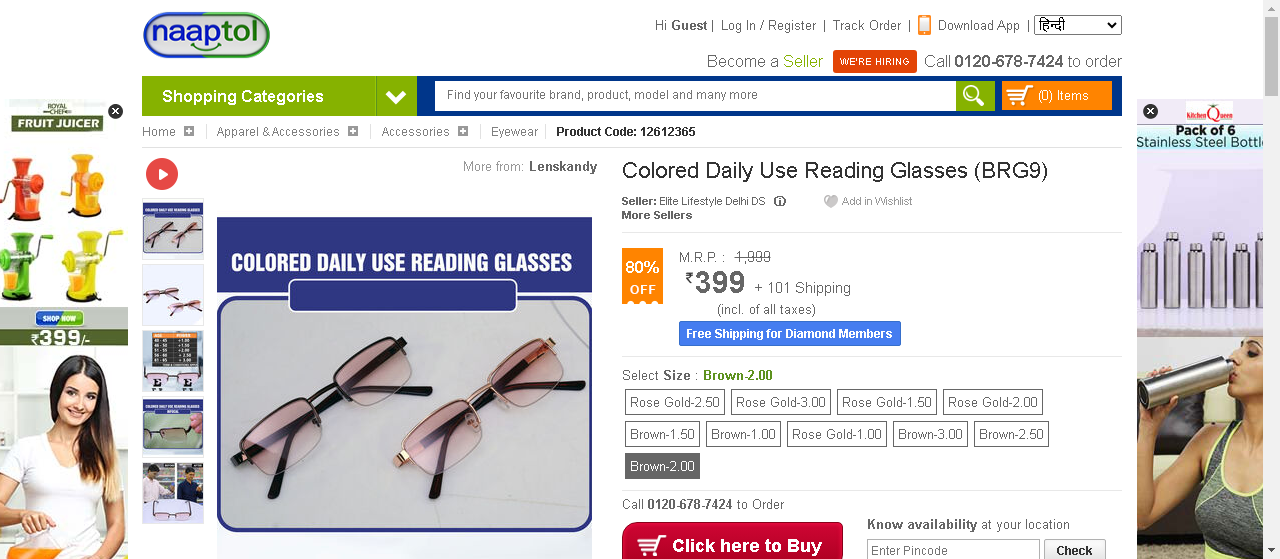 naaptol
Hi Guest | Log In / Register | Track Order | Download App | हिन्दी
Become a Seller WE'RE HIRING Call 0120-678-7424 to order
Shopping Categories
Find your favourite brand, product, model and many more
(0) Items
Home Apparel & Accessories Accessories Eyewear Product Code: 12612365
ROYAL CHEF
FRUIT JUICER
SHOP NOW
₹399/-
More from: Lenskandy
COLORED DAILY USE READING GLASSES
COLORED DAILY USE READING GLASSES
Colored Daily Use Reading Glasses (BRG9)
Seller: Elite Lifestyle Delhi DS
Add in Wishlist
More Sellers
80%
OFF
M.R.P. : 1,999
₹399 + 101 Shipping
(incl. of all taxes)
Free Shipping for Diamond Members
Select Size : Brown-2.00
Rose Gold-2.50 Rose Gold-3.00 Rose Gold-1.50 Rose Gold-2.00
Brown-1.50 Brown-1.00 Rose Gold-1.00 Brown-3.00 Brown-2.50
Brown-2.00
Call 0120-678-7424 to Order
Click here to Buy
Know availability at your location
Enter Pincode Check
Kitchen Queen
Pack of 6
Stainless Steel Bottl